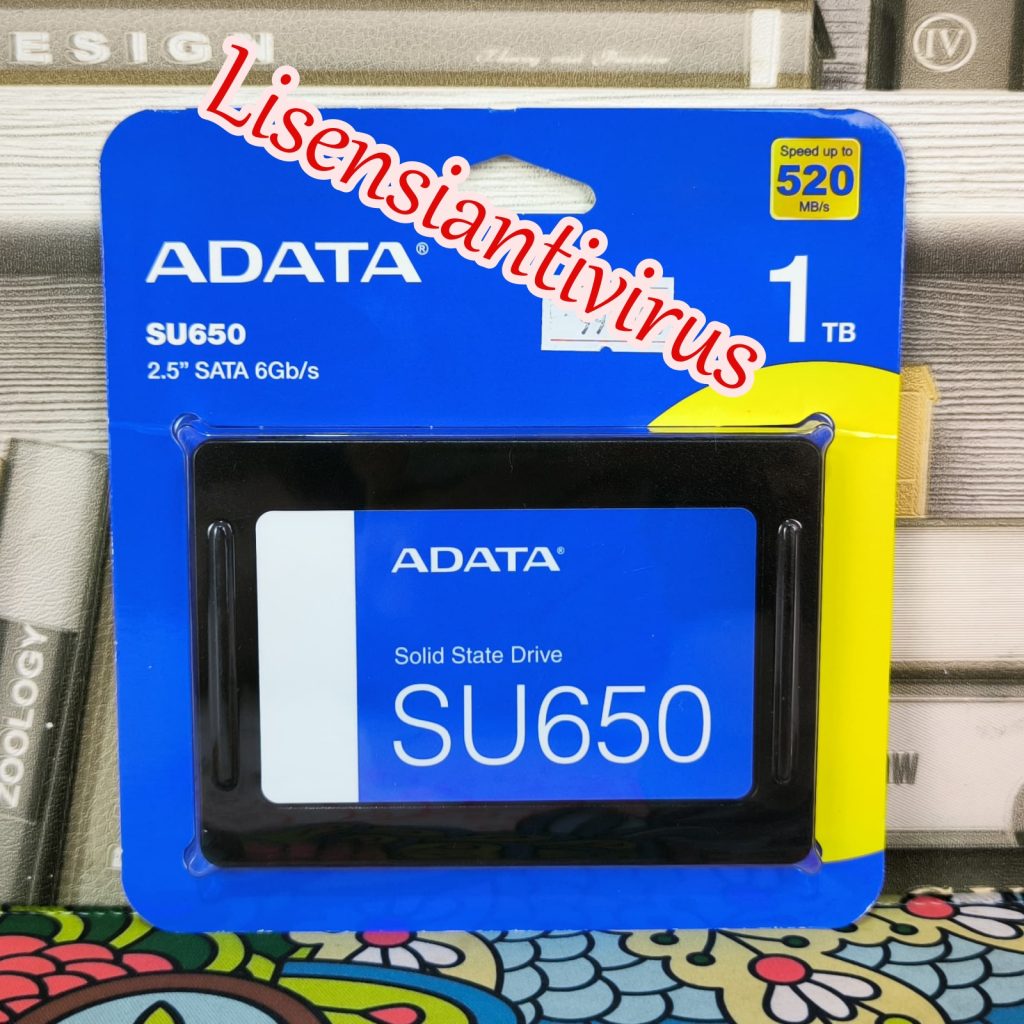 ESIGN
IV
Lisensiantivirus
Speed up to
520
MB/s
ADATA®
1 TB
SU650
2.5” SATA 6Gb/s
ADATA®
Solid State Drive
SU650
ZOOLOGY